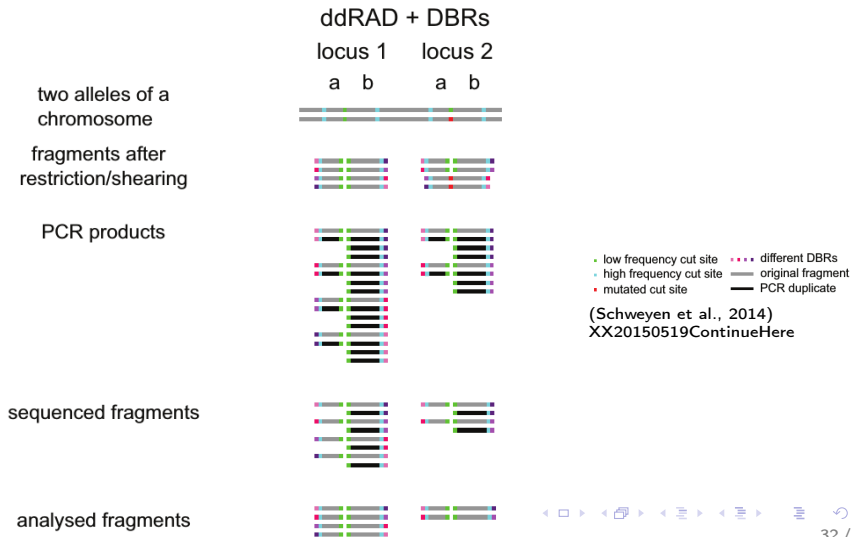 ddRAD + DBRs
locus 1 locus 2
a b a b
two alleles of a
chromosome
fragments after
restriction/shearing
PCR products
low frequency cut site different DBRs
high frequency cut site original fragment
mutated cut site PCR duplicate
(Schweyen et al., 2014)
XX20150519ContinueHere
sequenced fragments
analysed fragments
32 /